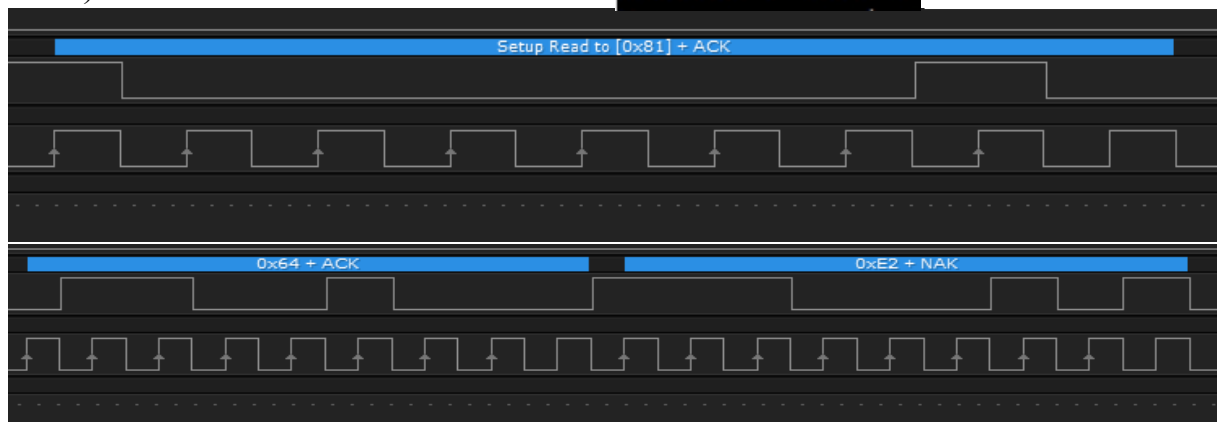 Setup Read to [0x81] + ACK
0x64 + ACK
0xE2 + NAK